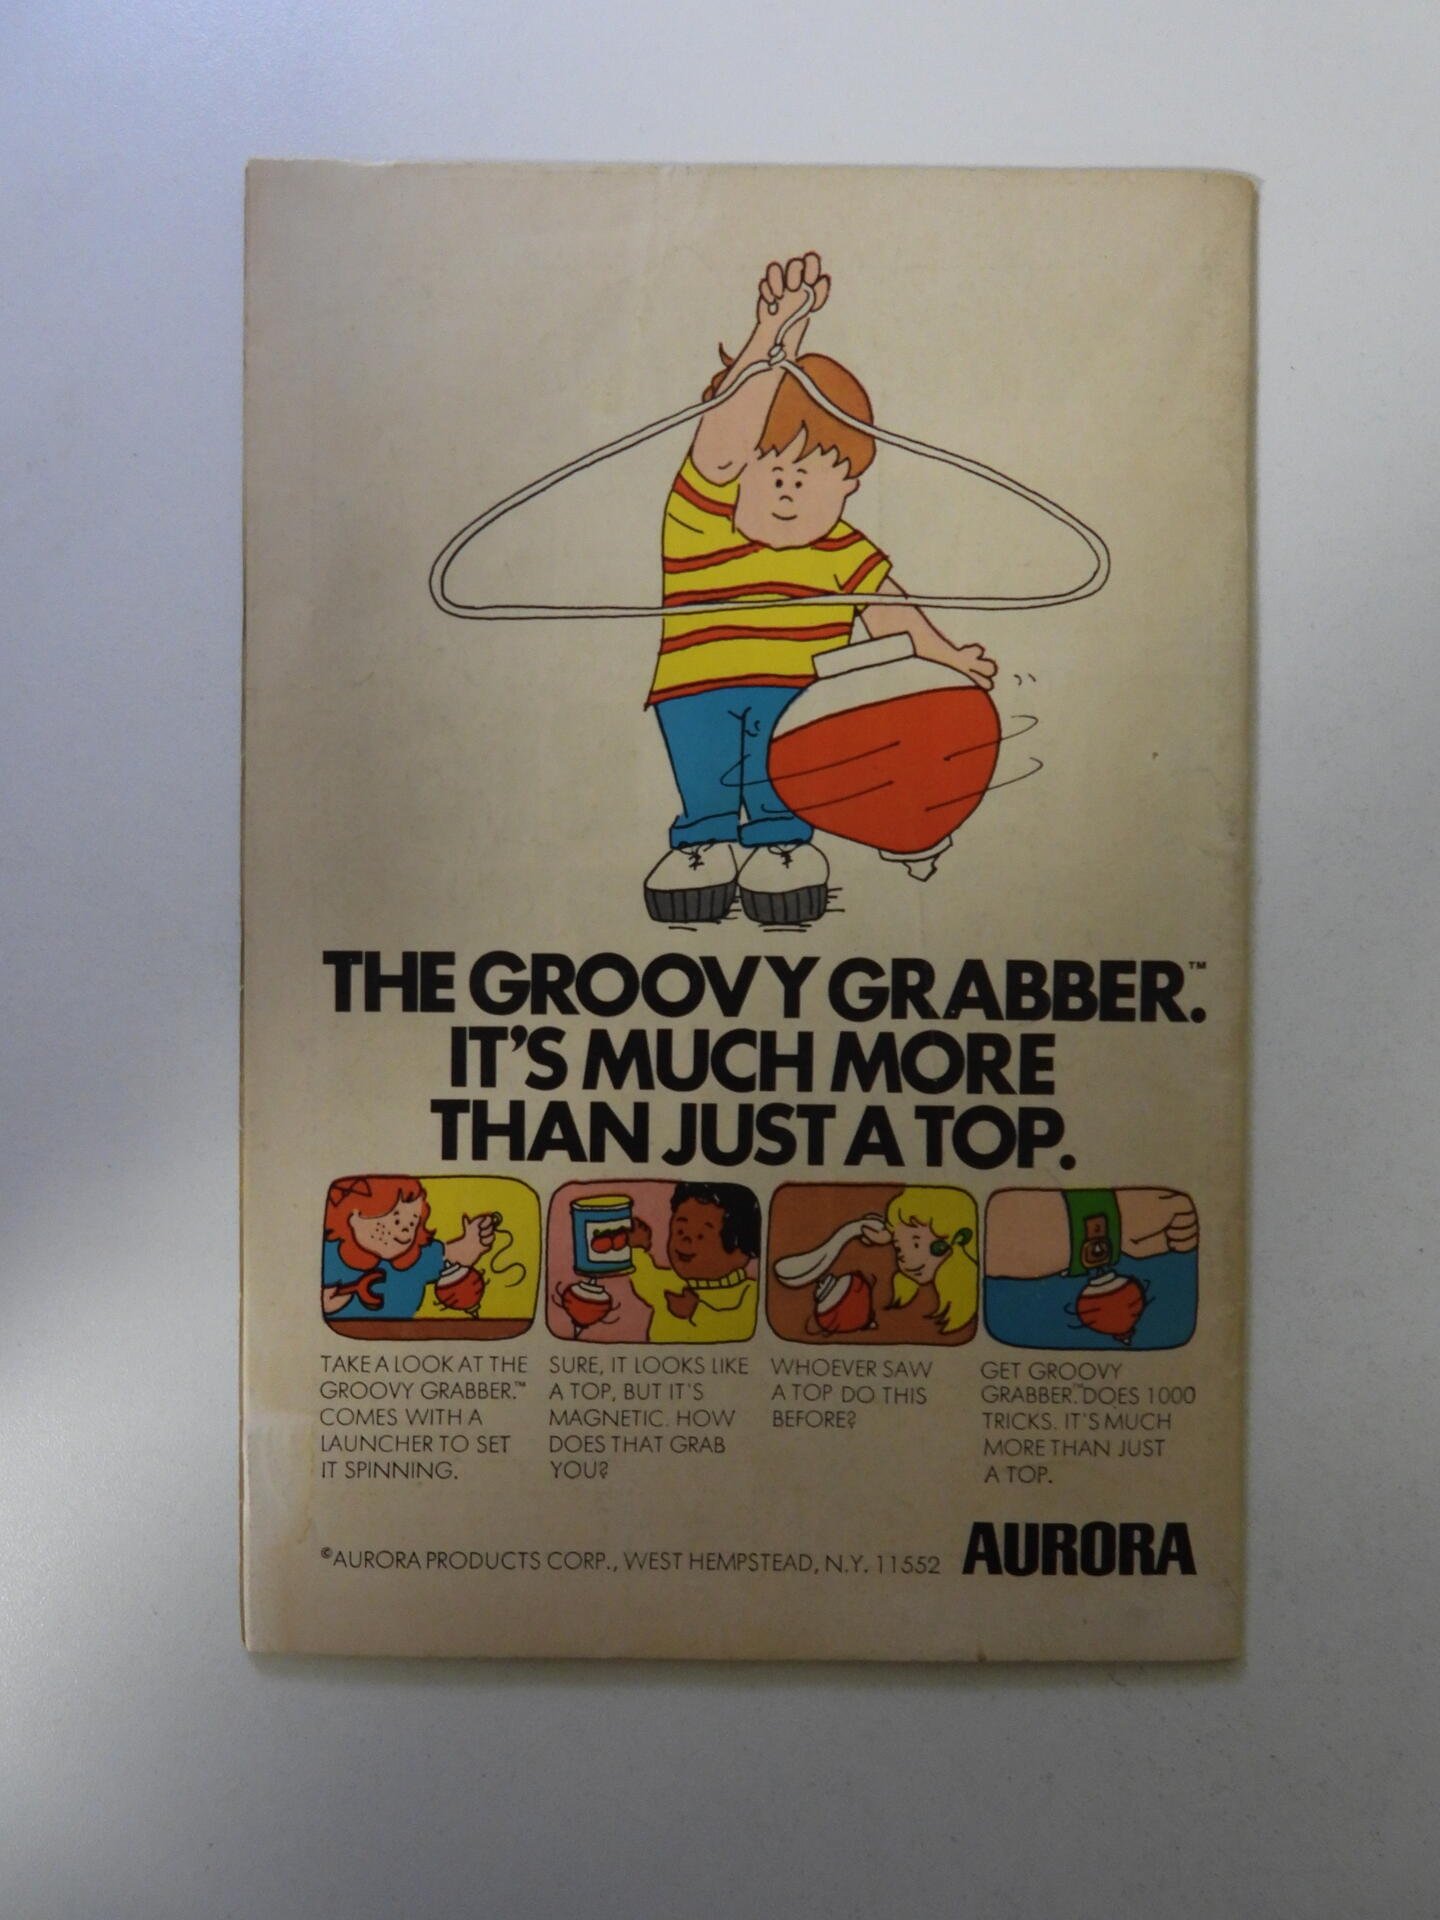 THE GROOVY GRABBER.™
IT'S MUCH MORE
THAN JUST A TOP.
TAKE A LOOK AT THE
GROOVY GRABBER.™
COMES WITH A
LAUNCHER TO SET
IT SPINNING.
SURE, IT LOOKS LIKE
A TOP, BUT IT'S
MAGNETIC. HOW
DOES THAT GRAB
YOU?
WHOEVER SAW
A TOP DO THIS
BEFORE?
GET GROOVY
GRABBER.™ DOES 1000
TRICKS. IT'S MUCH
MORE THAN JUST
A TOP.
©AURORA PRODUCTS CORP., WEST HEMPSTEAD, N.Y. 11552
AURORA